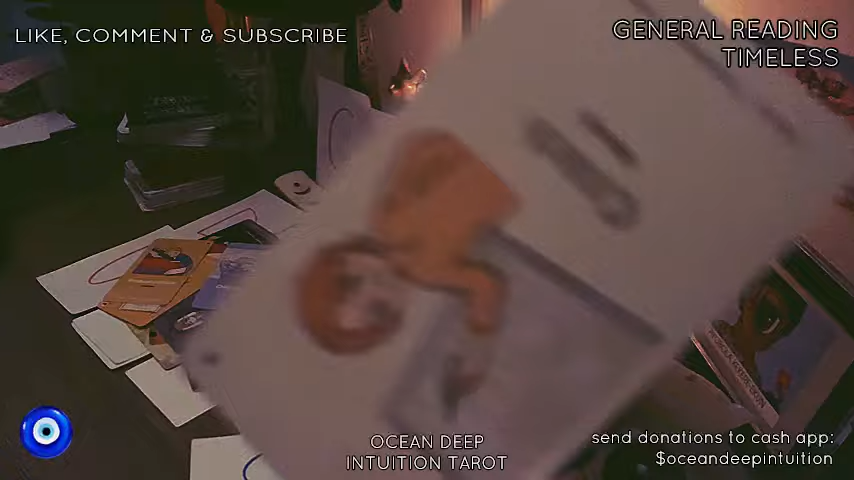 LIKE, COMMENT & SUBSCRIBE
GENERAL READING
TIMELESS
OCEAN DEEP
INTUITION TAROT
send donations to cash app:
$oceandeepintuition